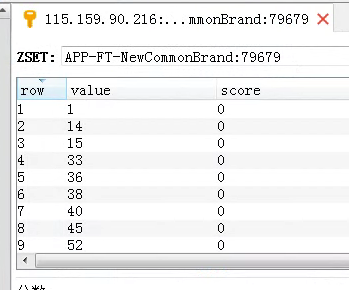 115.159.90.216:...mmonBrand:79679
ZSET: APP-FT-NewCommonBrand:79679
row value score
1 1 0
2 14 0
3 15 0
4 33 0
5 36 0
6 38 0
7 40 0
8 45 0
9 52 0